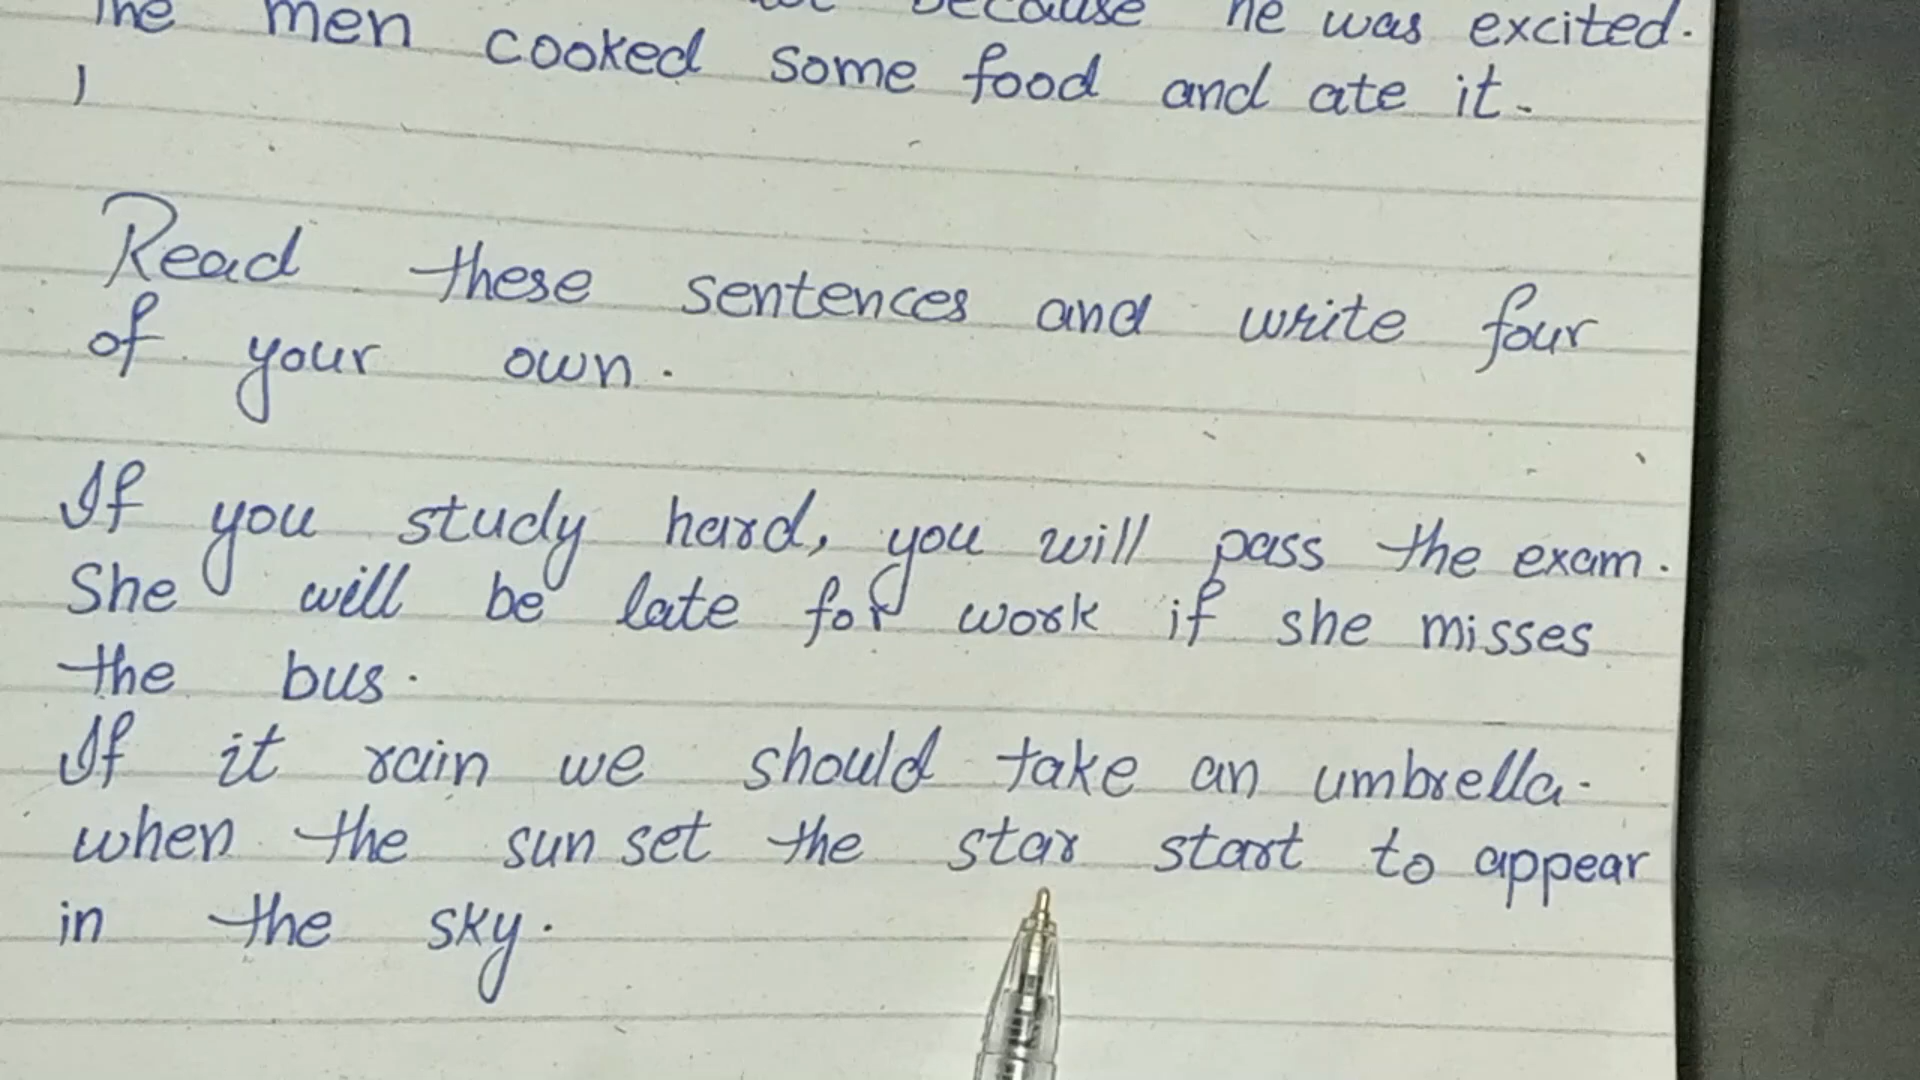 The men because he was excited.
cooked some food and ate it.
Read these sentences and write four
of your own.
If you study hard, you will pass the exam.
She will be late for work if she misses
the bus.
If it rain we should take an umbrella.
when the sun set the star start to appear
in the sky.